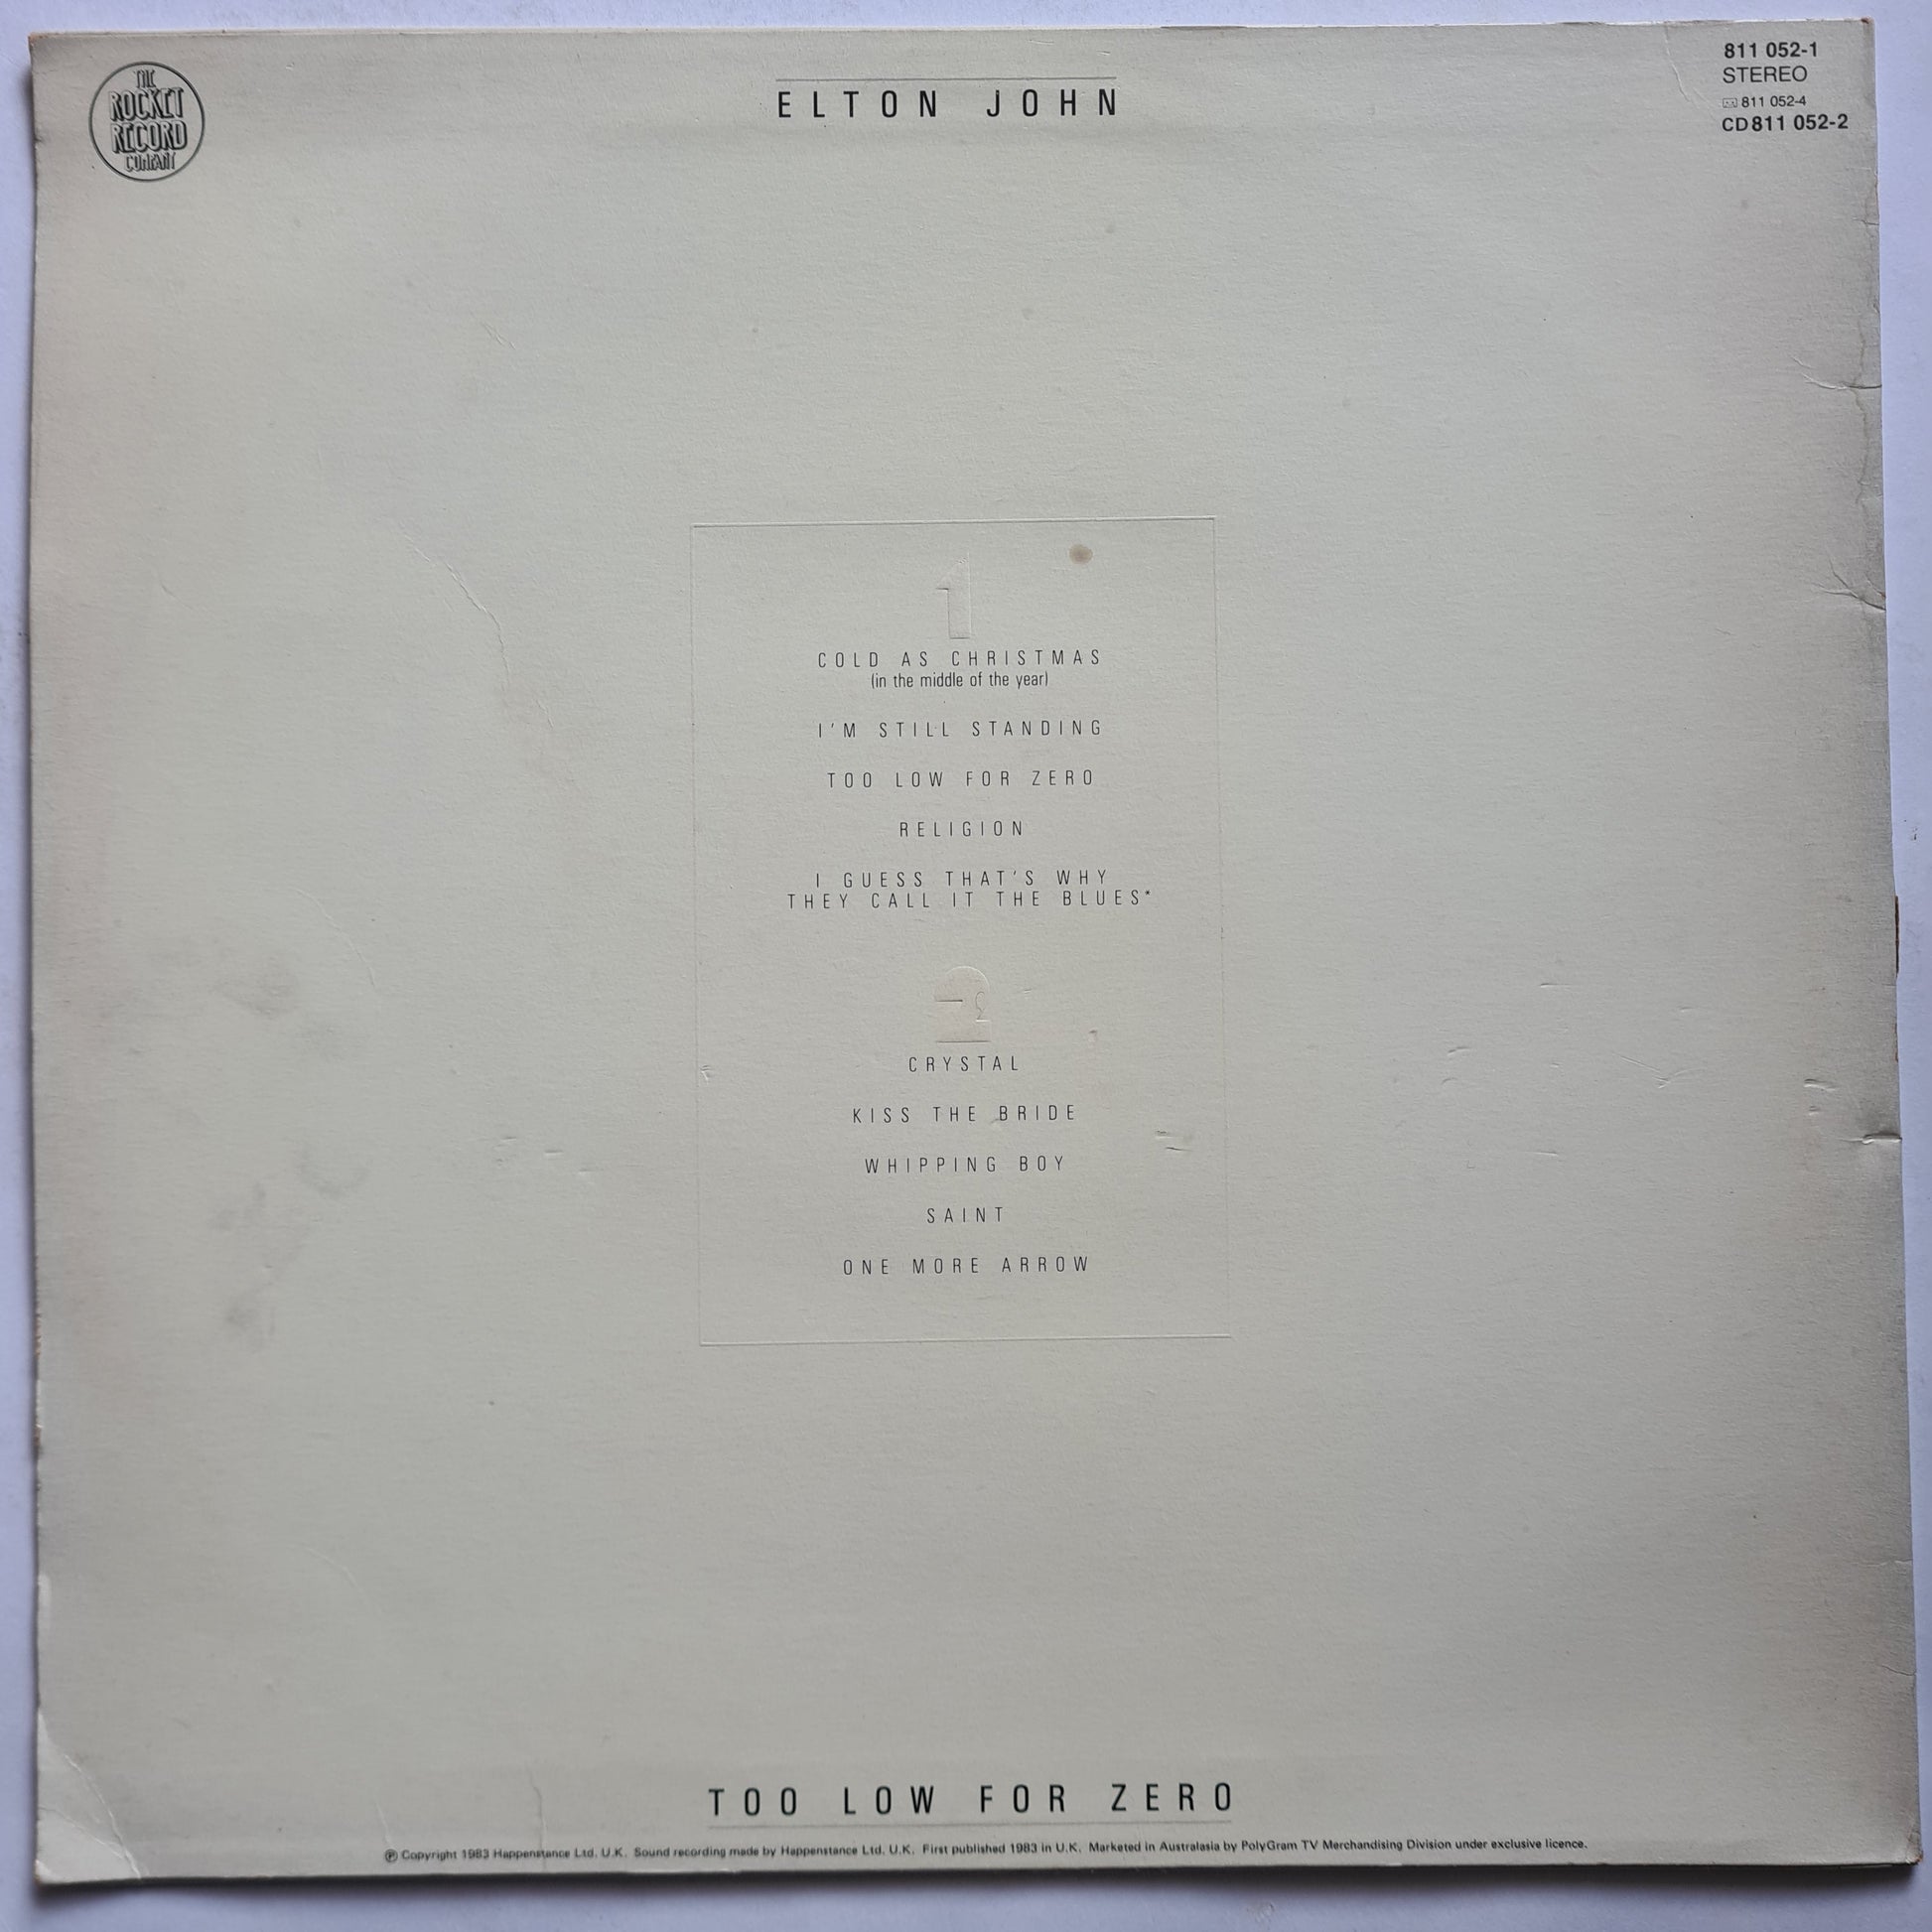 THE
ROCKET
RECORD
COMPANY
ELTON JOHN
811 052-1
STEREO
811 052-4
CD 811 052-2
1
COLD AS CHRISTMAS
(in the middle of the year)
I'M STILL STANDING
TOO LOW FOR ZERO
RELIGION
I GUESS THAT'S WHY
THEY CALL IT THE BLUES*
2
CRYSTAL
KISS THE BRIDE
WHIPPING BOY
SAINT
ONE MORE ARROW
TOO LOW FOR ZERO
℗ Copyright 1983 Happenstance Ltd. U.K. Sound recording made by Happenstance Ltd. U.K. First published 1983 in U.K. Marketed in Australasia by PolyGram TV Merchandising Division under exclusive licence.